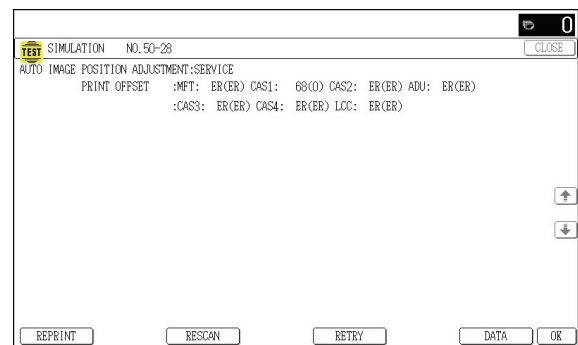 0
TEST SIMULATION NO.50-28 CLOSE
AUTO IMAGE POSITION ADJUSTMENT:SERVICE
PRINT OFFSET :MFT: ER(ER) CAS1: 68(0) CAS2: ER(ER) ADU: ER(ER)
:CAS3: ER(ER) CAS4: ER(ER) LCC: ER(ER)
REPRINT RESCAN RETRY DATA OK